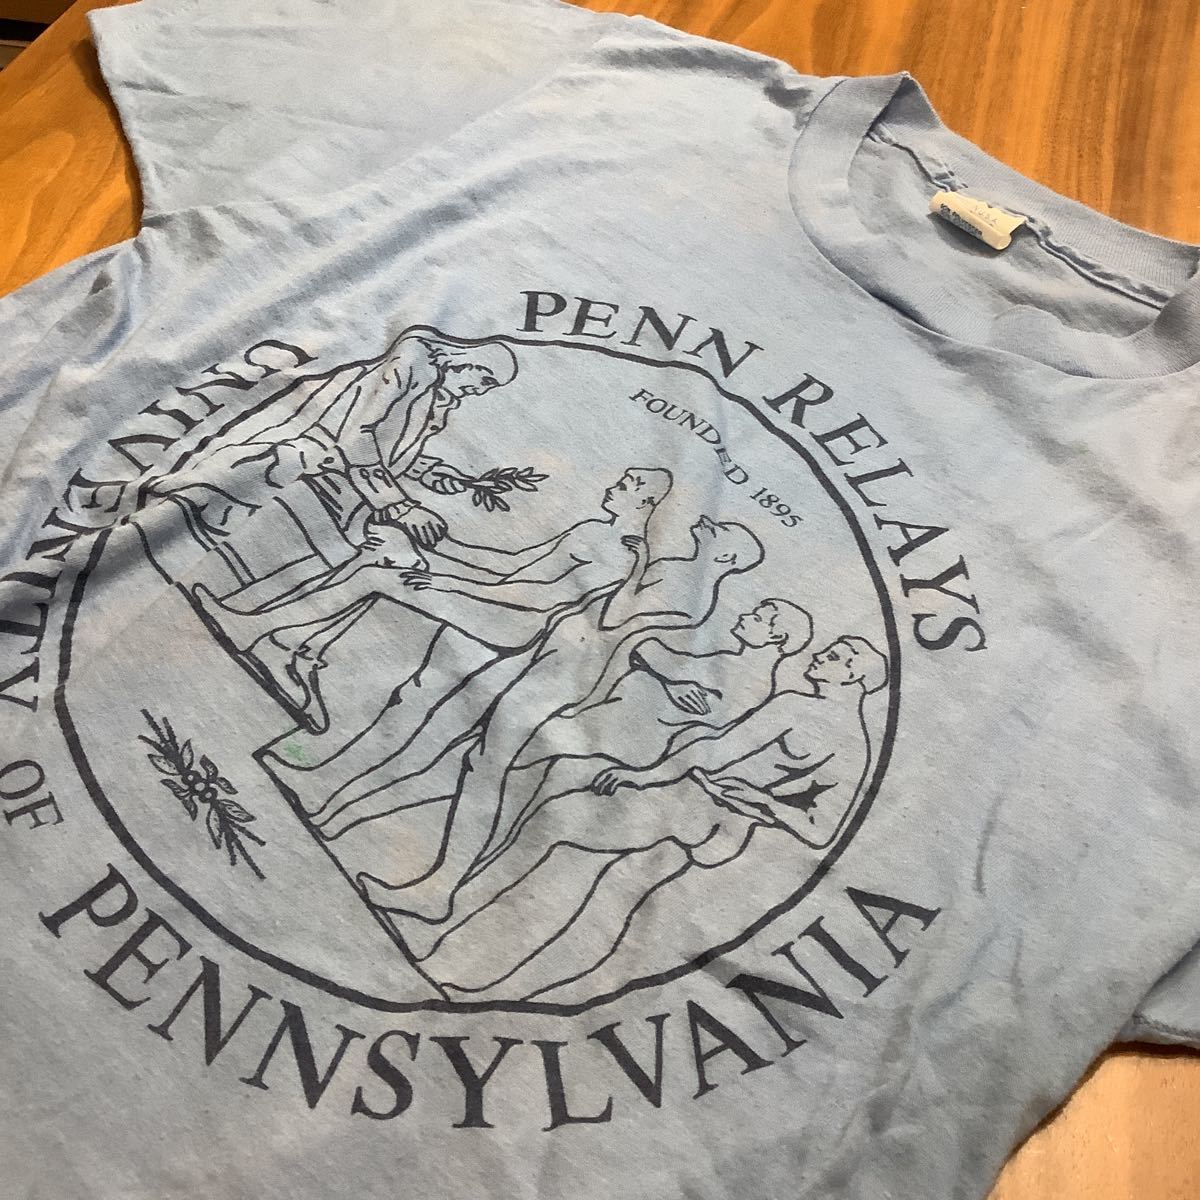 PENN RELAYS
FOUNDED 1895
UNIVERSITY
OF
PENNSYLVANIA